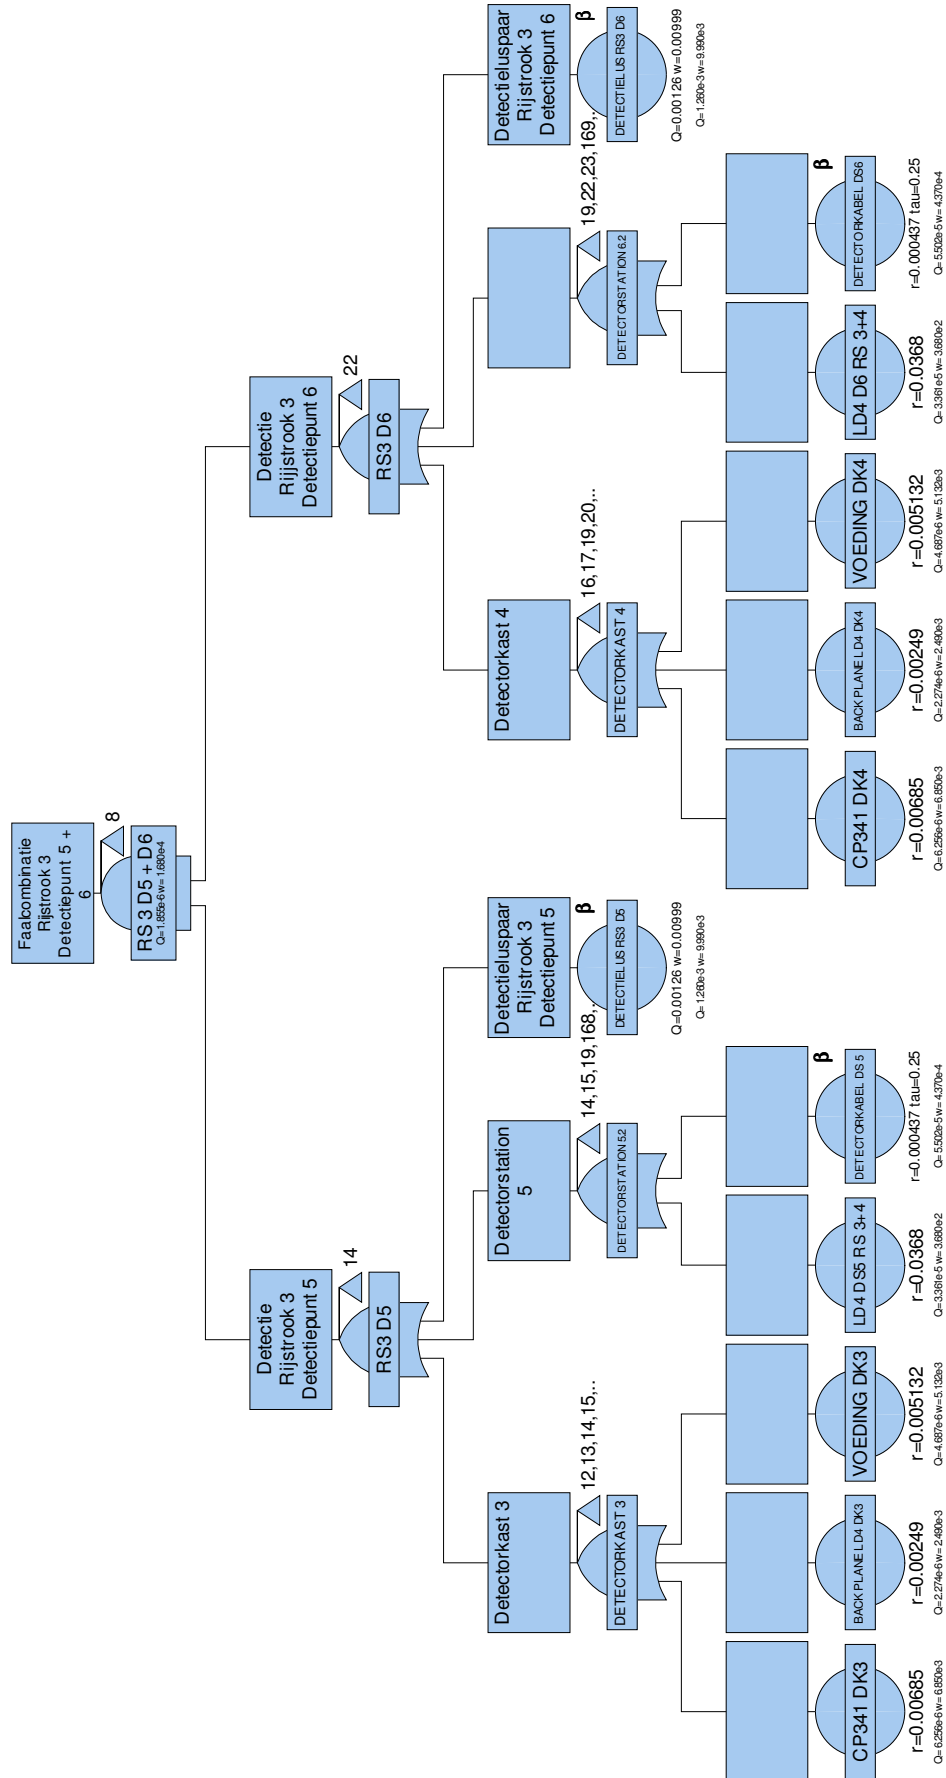 Faalcombinatie
Rijstrook 3
Detectiepunt 5 +
6
8
RS 3 D5 + D6
Q=1.855e-6 w=1.680e-4
Detectie
Rijstrook 3
Detectiepunt 5
14
RS3 D5
Detectie
Rijjstrook 3
Detectiepunt 6
22
RS3 D6
Detectorkast 3
12,13,14,15,..
DETECTORKAST 3
Detectorstation
5
14,15,19,168,..
DETECTORSTATION 5.2
Detectieluspaar
Rijstrook 3
Detectiepunt 5
β
DETECTIELUS RS3 D5
Q=0.00126 w=0.00999
Q=1.260e-3 w=9.990e-3
Detectorkast 4
16,17,19,20,..
DETECTORKAST 4
19,22,23,169,..
DETECTORSTATION 6.2
Detectieluspaar
Rijstrook 3
Detectiepunt 6
β
DETECTIELUS RS3 D6
Q=0.00126 w=0.00999
Q=1.260e-3 w=9.990e-3
CP341 DK3
r=0.00685
Q=6.256e-6 w=6.850e-3
BACKPLANE LD4 DK3
r=0.00249
Q=2.274e-6 w=2.490e-3
VOEDING DK3
r=0.005132
Q=4.687e-6 w=5.132e-3
LD4 DS5 RS 3+4
r=0.0368
Q=3.361e-5 w=3.680e-2
β
DETECTORKABEL DS 5
r=0.000437 tau=0.25
Q=5.502e-5 w=4.370e-4
CP341 DK4
r=0.00685
Q=6.256e-6 w=6.850e-3
BACKPLANE LD4 DK4
r=0.00249
Q=2.274e-6 w=2.490e-3
VOEDING DK4
r=0.005132
Q=4.687e-6 w=5.132e-3
LD4 D6 RS 3+4
r=0.0368
Q=3.361e-5 w=3.680e-2
β
DETECTORKABEL DS6
r=0.000437 tau=0.25
Q=5.502e-5 w=4.370e-4